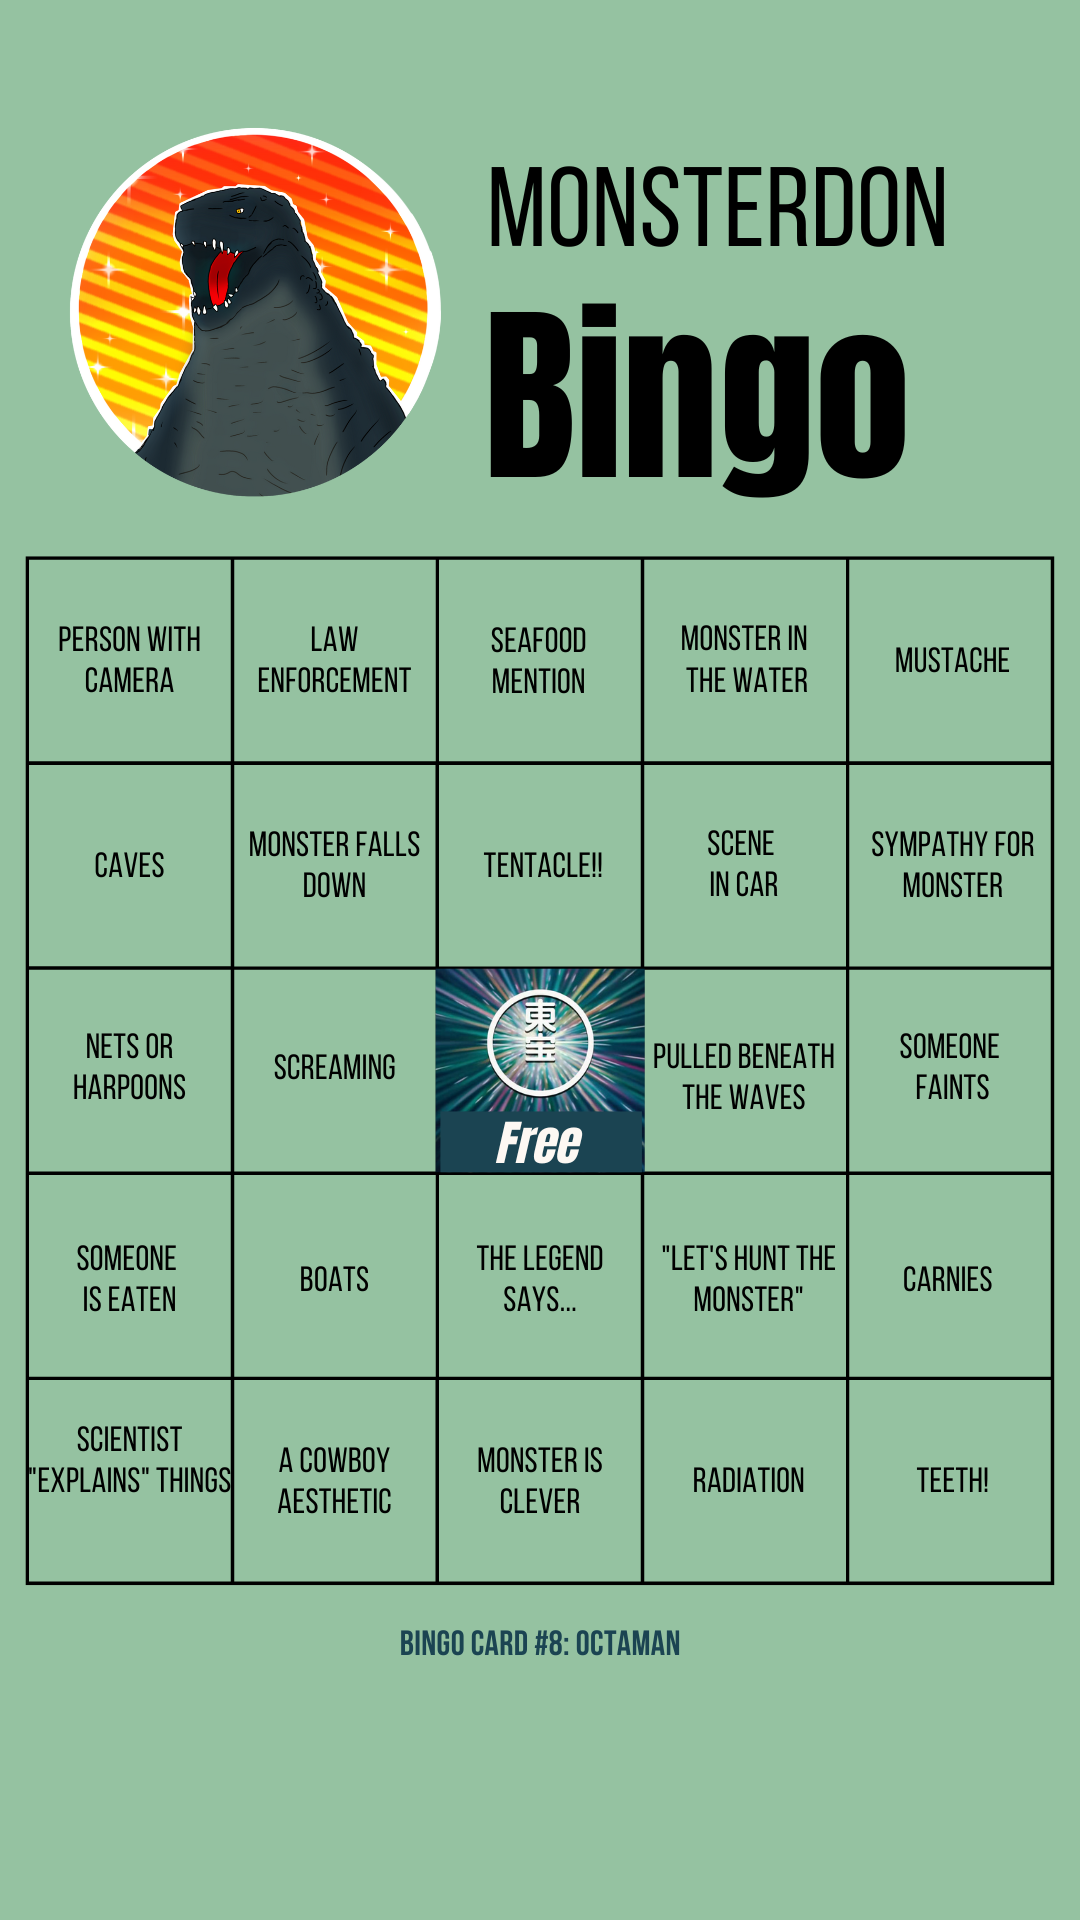 MONSTERDON
Bingo
PERSON WITH
CAMERA
LAW
ENFORCEMENT
SEAFOOD
MENTION
MONSTER IN
THE WATER
MUSTACHE
CAVES
MONSTER FALLS
DOWN
TENTACLE!!
SCENE
IN CAR
SYMPATHY FOR
MONSTER
NETS OR
HARPOONS
SCREAMING
東
宝
Free
PULLED BENEATH
THE WAVES
SOMEONE
FAINTS
SOMEONE
IS EATEN
BOATS
THE LEGEND
SAYS...
"LET'S HUNT THE
MONSTER"
CARNIES
SCIENTIST
"EXPLAINS" THINGS
A COWBOY
AESTHETIC
MONSTER IS
CLEVER
RADIATION
TEETH!
BINGO CARD #8: OCTAMAN